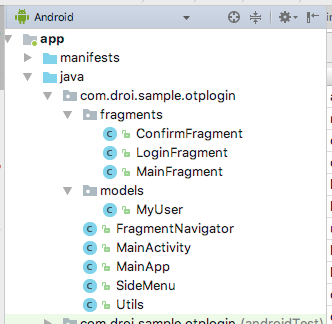 Android
app
manifests
java
com.droi.sample.otplogin
fragments
C ConfirmFragment
C LoginFragment
C MainFragment
models
C MyUser
C FragmentNavigator
C MainActivity
C MainApp
C SideMenu
C Utils
com.droi.sample.otplogin (androidTest)